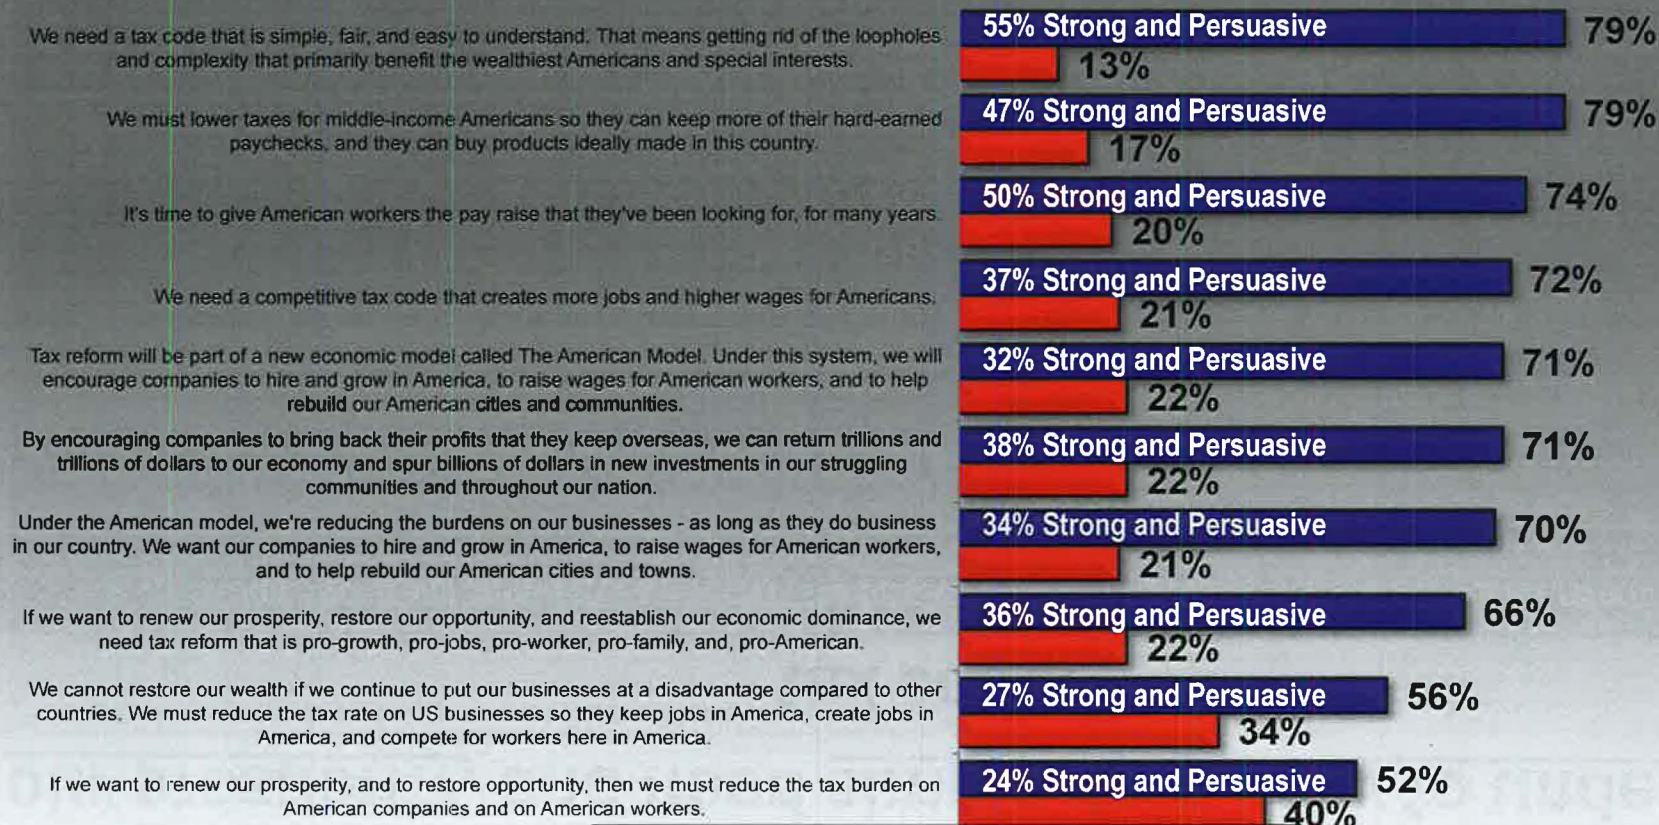 We need a tax code that is simple, fair, and easy to understand. That means getting rid of the loopholes
and complexity that primarily benefit the wealthiest Americans and special interests.
55% Strong and Persuasive
79%
13%
We must lower taxes for middle-income Americans so they can keep more of their hard-earned
paychecks, and they can buy products ideally made in this country.
47% Strong and Persuasive
79%
17%
It's time to give American workers the pay raise that they've been looking for, for many years.
50% Strong and Persuasive
74%
20%
We need a competitive tax code that creates more jobs and higher wages for Americans.
37% Strong and Persuasive
72%
21%
Tax reform will be part of a new economic model called The American Model. Under this system, we will
encourage companies to hire and grow in America, to raise wages for American workers, and to help
rebuild our American cities and communities.
32% Strong and Persuasive
71%
22%
By encouraging companies to bring back their profits that they keep overseas, we can return trillions and
trillions of dollars to our economy and spur billions of dollars in new investments in our struggling
communities and throughout our nation.
38% Strong and Persuasive
71%
22%
Under the American model, we're reducing the burdens on our businesses - as long as they do business
in our country. We want our companies to hire and grow in America, to raise wages for American workers,
and to help rebuild our American cities and towns.
34% Strong and Persuasive
70%
21%
If we want to renew our prosperity, restore our opportunity, and reestablish our economic dominance, we
need tax reform that is pro-growth, pro-jobs, pro-worker, pro-family, and, pro-American.
36% Strong and Persuasive
66%
22%
We cannot restore our wealth if we continue to put our businesses at a disadvantage compared to other
countries. We must reduce the tax rate on US businesses so they keep jobs in America, create jobs in
America, and compete for workers here in America.
27% Strong and Persuasive
56%
34%
If we want to renew our prosperity, and to restore opportunity, then we must reduce the tax burden on
American companies and on American workers.
24% Strong and Persuasive
52%
40%